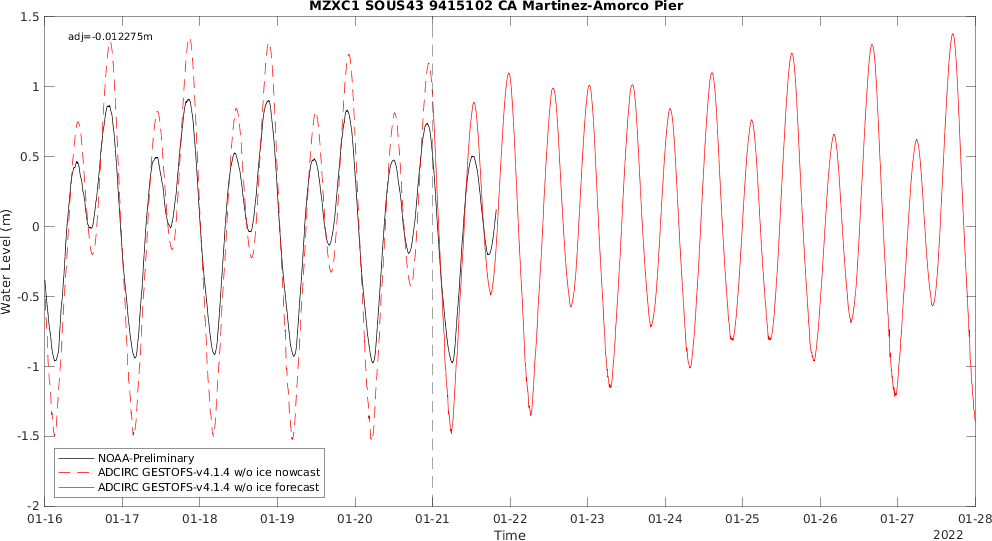 MZXC1 SOUS43 9415102 CA Martinez-Amorco Pier
adj=-0.012275m
1.5
1
0.5
0
-0.5
-1
-1.5
-2
Water Level (m)
NOAA-Preliminary
ADCIRC GESTOFS-v4.1.4 w/o ice nowcast
ADCIRC GESTOFS-v4.1.4 w/o ice forecast
01-16 01-17 01-18 01-19 01-20 01-21 01-22 01-23 01-24 01-25 01-26 01-27 01-28
Time
2022